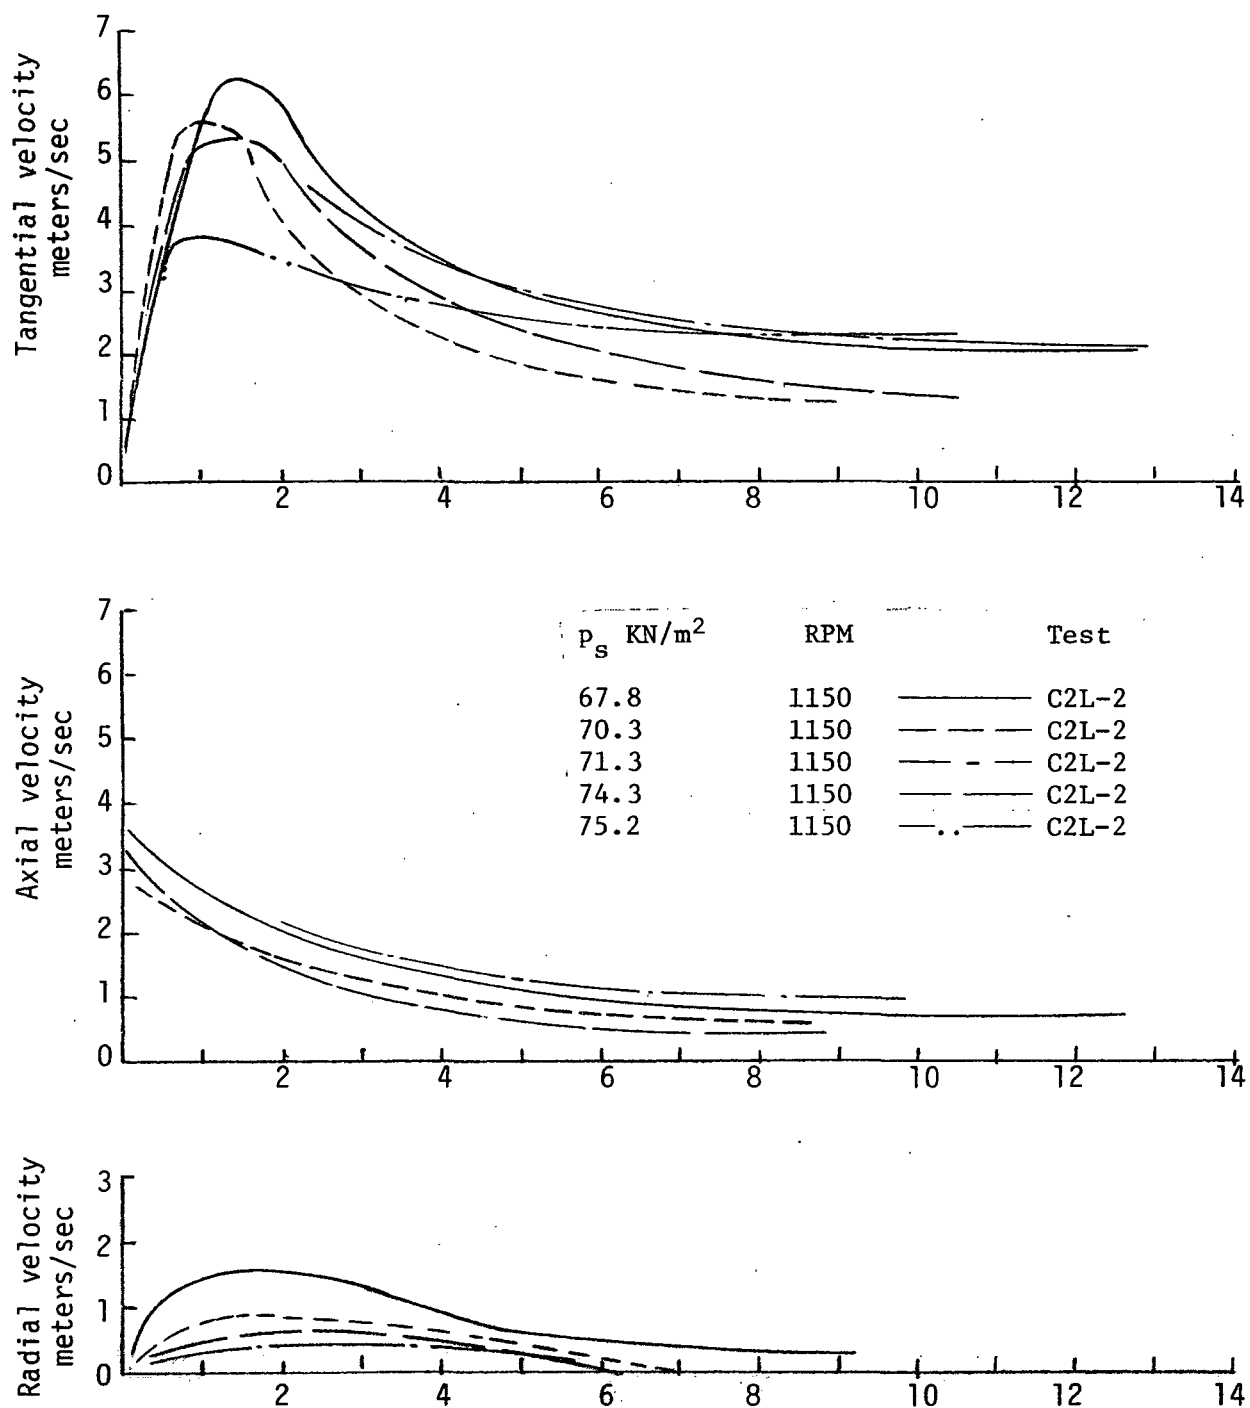 Tangential velocity
meters/sec
7
6
5
4
3
2
1
0
2 4 6 8 10 12 14
Axial velocity
meters/sec
7
6
5
4
3
2
1
0
p_s KN/m² RPM Test
67.8 1150 C2L-2
70.3 1150 C2L-2
71.3 1150 C2L-2
74.3 1150 C2L-2
75.2 1150 C2L-2
2 4 6 8 10 12 14
Radial velocity
meters/sec
3
2
1
0
2 4 6 8 10 12 14